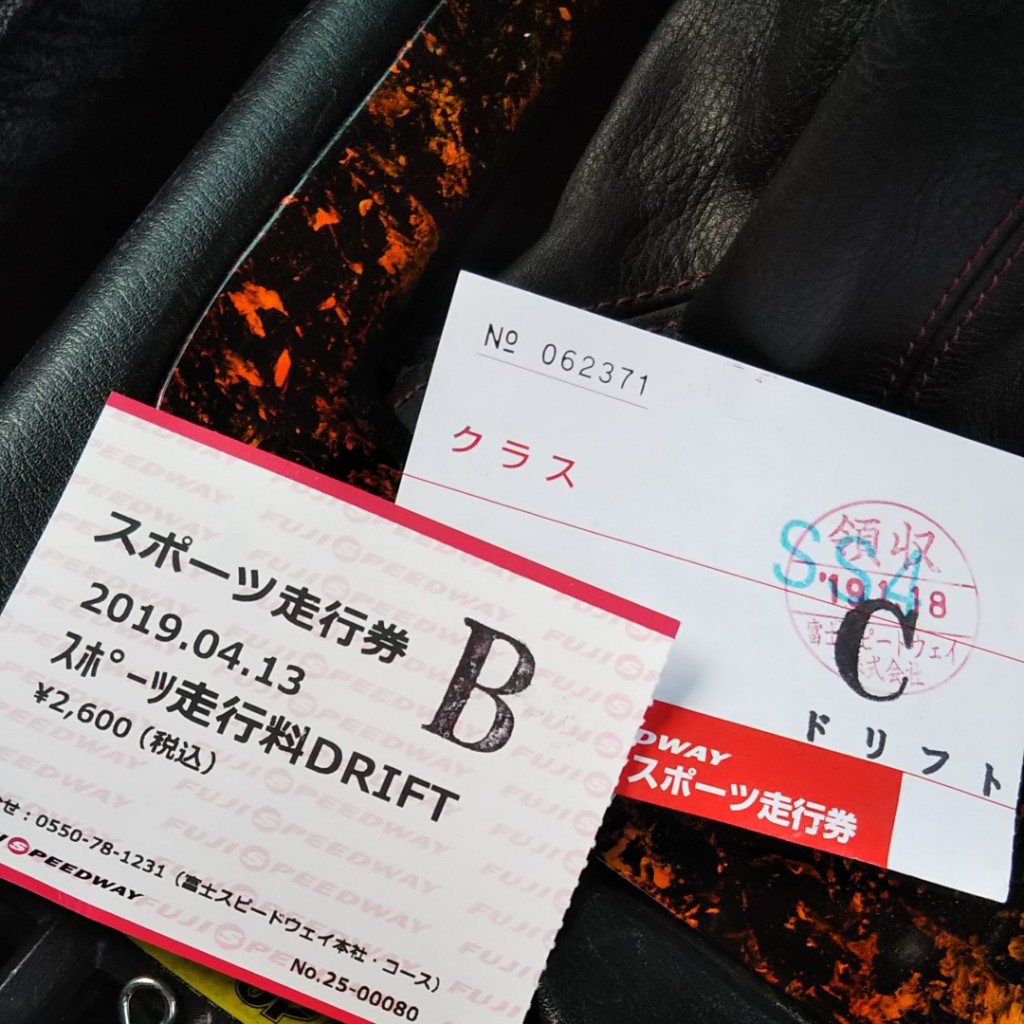 № 062371
クラス
領収
富士スピードウェイ
株式会社
SS4
C
ドリフト
DWAY
スポーツ走行券
スポーツ走行券
2019.04.13
B
ｽﾎﾟｰﾂ走行料DRIFT
¥2,600（税込）
せ：0550-78-1231（富士スピードウェイ本社・コース）
SPEEDWAY
No.25-00080
FUJI SPEEDWAY